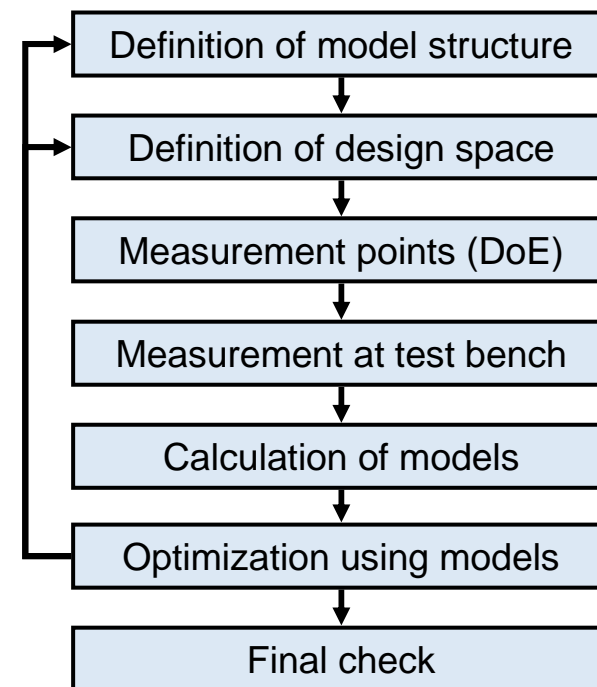 Definition of model structure
Definition of design space
Measurement points (DoE)
Measurement at test bench
Calculation of models
Optimization using models
Final check